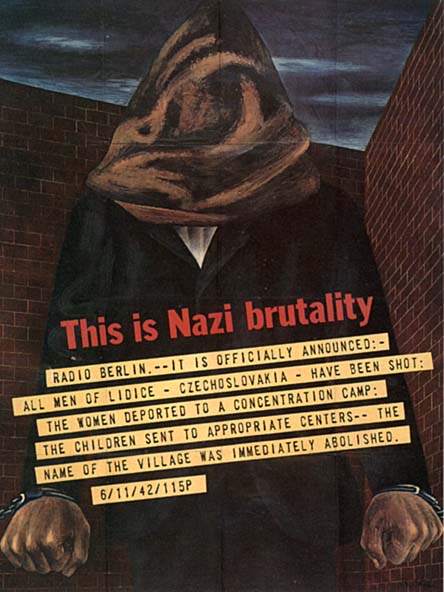 This is Nazi brutality
RADIO BERLIN.--IT IS OFFICIALLY ANNOUNCED:-
ALL MEN OF LIDICE - CZECHOSLOVAKIA - HAVE BEEN SHOT:
THE WOMEN DEPORTED TO A CONCENTRATION CAMP:
THE CHILDREN SENT TO APPROPRIATE CENTERS-- THE
NAME OF THE VILLAGE WAS IMMEDIATELY ABOLISHED.
6/11/42/115P